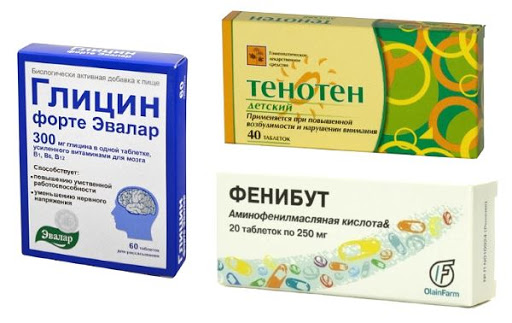 Биологически активная добавка к пище
Глицин
форте Эвалар
300 мг глицина в одной таблетке,
усиленного витаминами для мозга
B1, B6, B12
Способствует:
повышению умственной
работоспособности
уменьшению нервного
напряжения
Эвалар
60 таблеток
для рассасывания
60
Гомеопатическое
лекарственное
средство
ТЕНОТЕН
детский
Применяется при повышенной
возбудимости и нарушении внимания
40 ТАБЛЕТОК
ФЕНИБУТ
Аминофенилмасляная кислота&
20 таблеток по 250 мг
OlainFarm